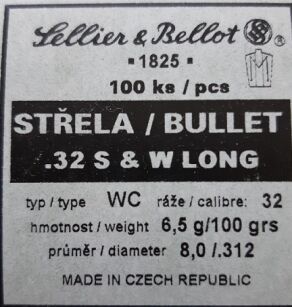 Sellier & Bellot ®
▪1825▪
100 ks / pcs
STŘELA / BULLET
.32 S & W LONG
typ / type WC ráže / calibre: 32
hmotnost / weight 6,5 g/100 grs
průměr / diameter 8,0 /.312
MADE IN CZECH REPUBLIC